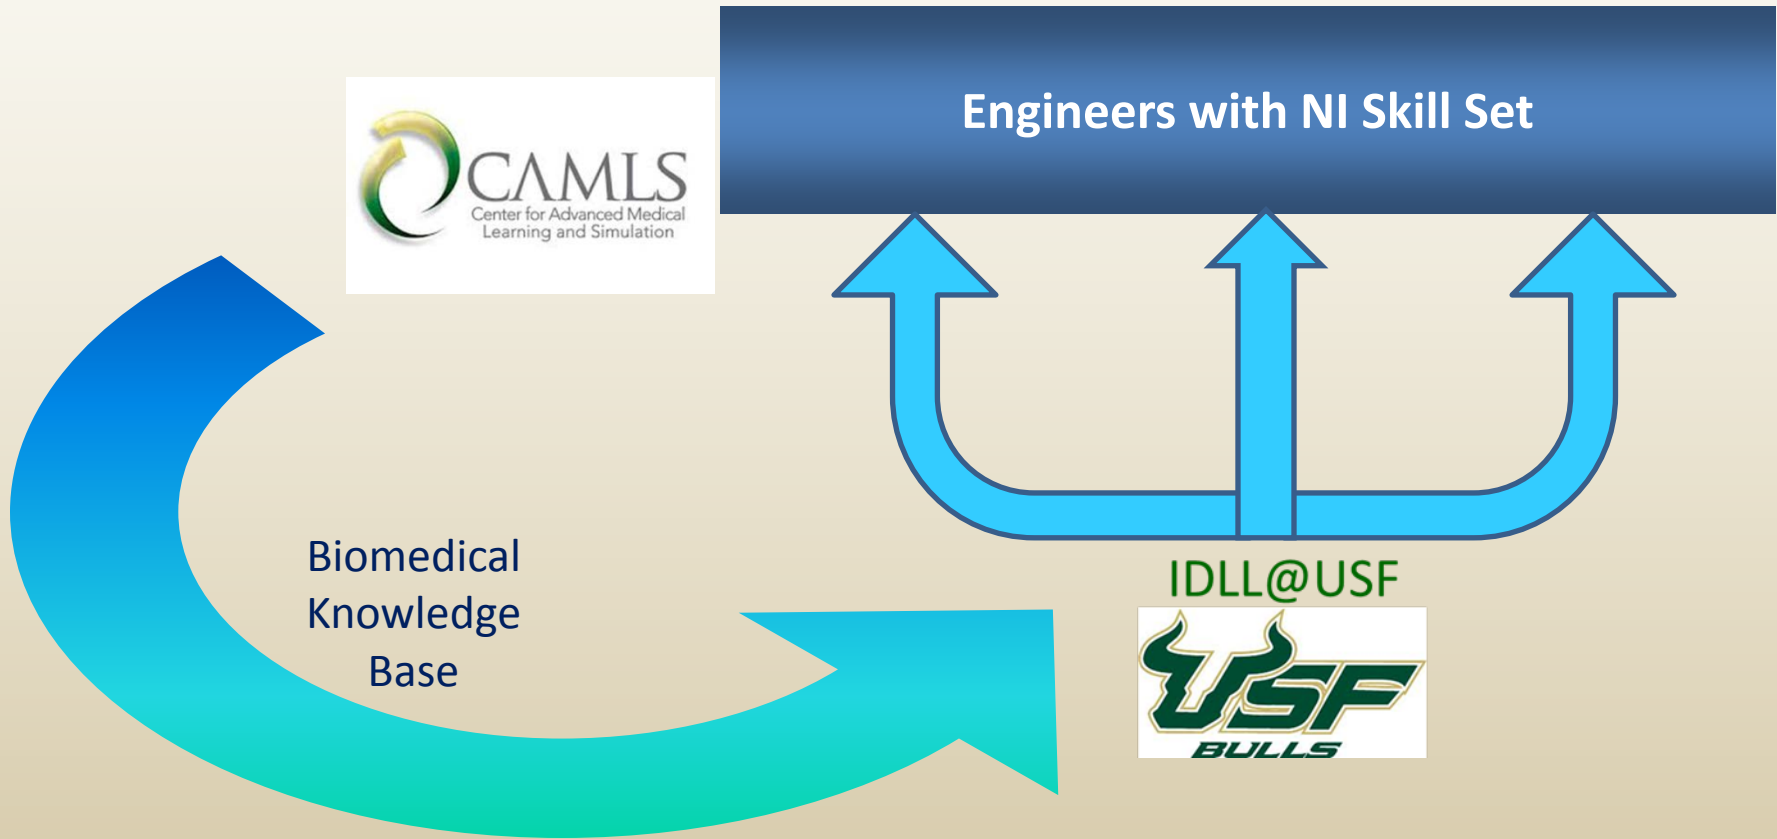 Engineers with NI Skill Set
CAMLS
Center for Advanced Medical
Learning and Simulation
Biomedical
Knowledge
Base
IDLL@USF
USF
BULLS